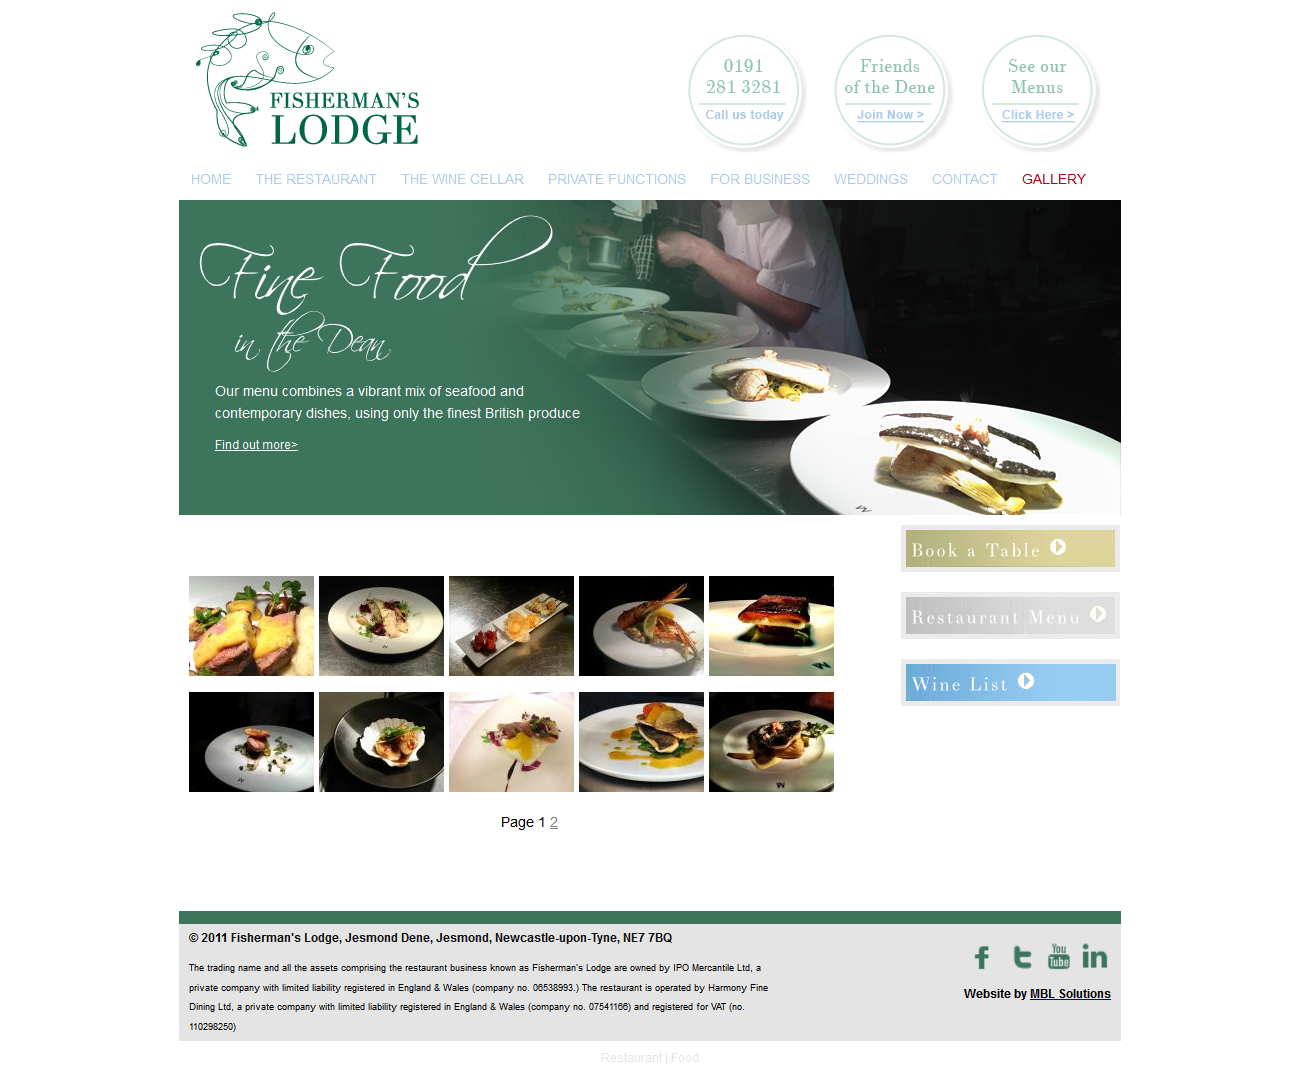 FISHERMAN'S
LODGE
0191
281 3281
Call us today
Friends
of the Dene
Join Now >
See our
Menus
Click Here >
HOME THE RESTAURANT THE WINE CELLAR PRIVATE FUNCTIONS FOR BUSINESS WEDDINGS CONTACT GALLERY
Fine Food
in the Dean
Our menu combines a vibrant mix of seafood and
contemporary dishes, using only the finest British produce
Find out more>
Book a Table
Restaurant Menu
Wine List
Page 1 2
© 2011 Fisherman's Lodge, Jesmond Dene, Jesmond, Newcastle-upon-Tyne, NE7 7BQ
The trading name and all the assets comprising the restaurant business known as Fisherman's Lodge are owned by IPO Mercantile Ltd, a
private company with limited liability registered in England & Wales (company no. 06538993.) The restaurant is operated by Harmony Fine
Dining Ltd, a private company with limited liability registered in England & Wales (company no. 07541166) and registered for VAT (no.
110298250)
f t You Tube in
Website by MBL Solutions
Restaurant | Food